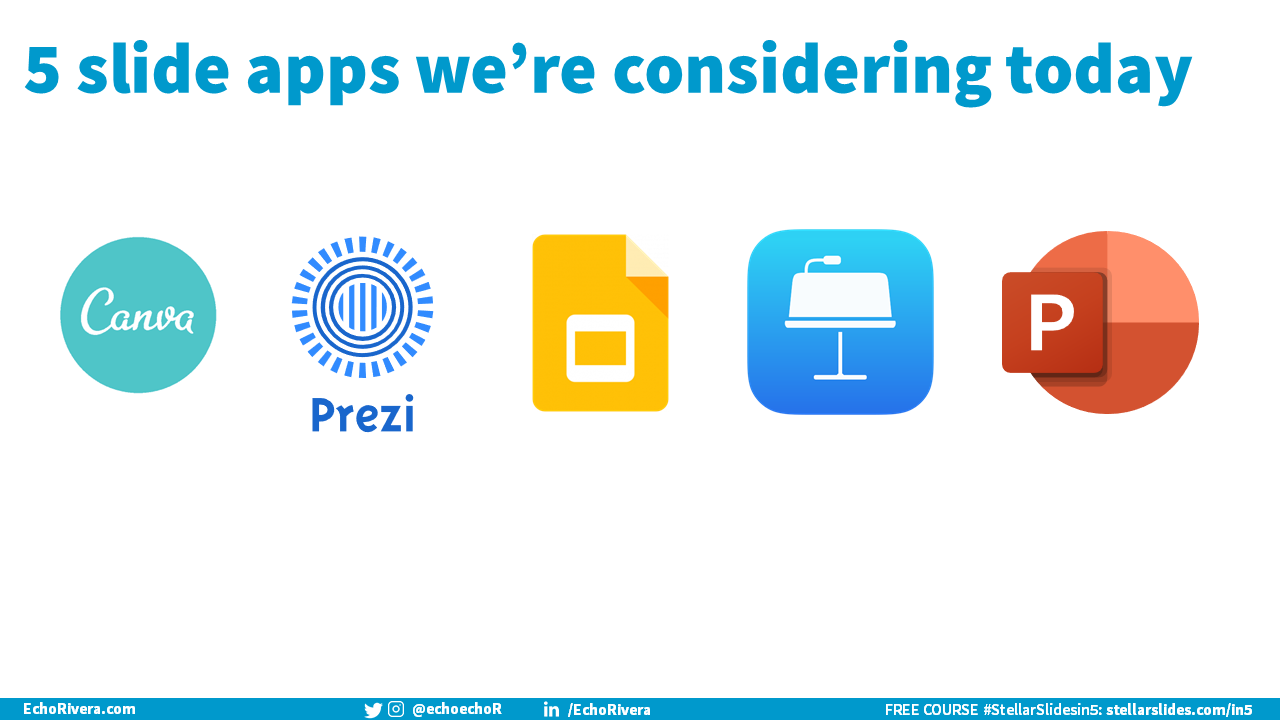 5 slide apps we’re considering today
Canva
Prezi
P
EchoRivera.com
@echoechoR
/EchoRivera
FREE COURSE #StellarSlidesin5: stellarslides.com/in5